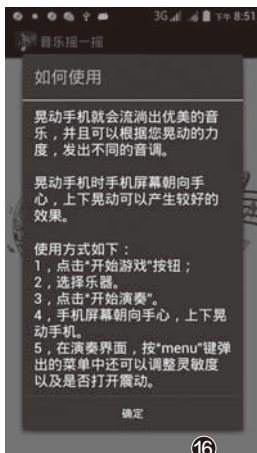 3G 79 8:51
音乐摇一摇
如何使用
晃动手机就会流淌出优美的音
乐，并且可以根据您晃动的力
度，发出不同的音调。
晃动手机时手机屏幕朝向手
心，上下晃动可以产生较好的
效果。
使用方式如下：
1，点击"开始游戏"按钮；
2，选择乐器。
3，点击"开始演奏"。
4，手机屏幕朝向手心，上下晃
动手机。
5，在演奏界面，按"menu"键弹
出的菜单中还可以调整灵敏度
以及是否打开震动。
确定
⑯